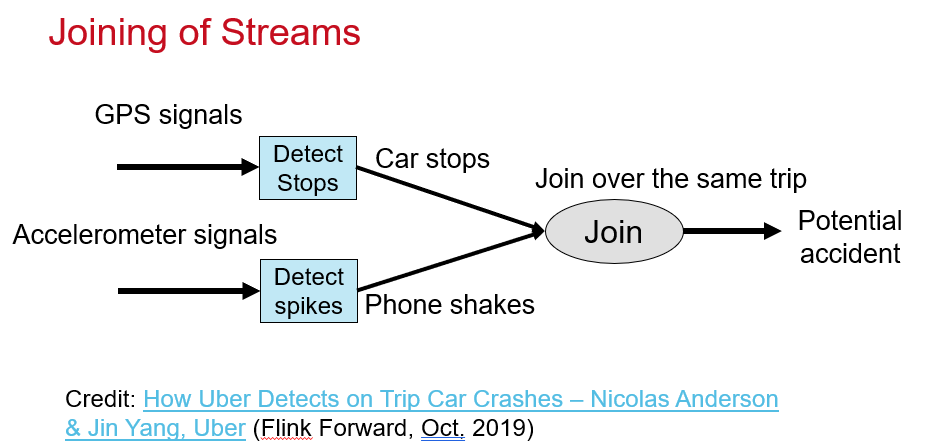 Joining of Streams
GPS signals
Detect
Stops
Car stops
Join over the same trip
Accelerometer signals
Join
Potential
accident
Detect
spikes
Phone shakes
Credit: How Uber Detects on Trip Car Crashes – Nicolas Anderson
& Jin Yang, Uber (Flink Forward, Oct, 2019)